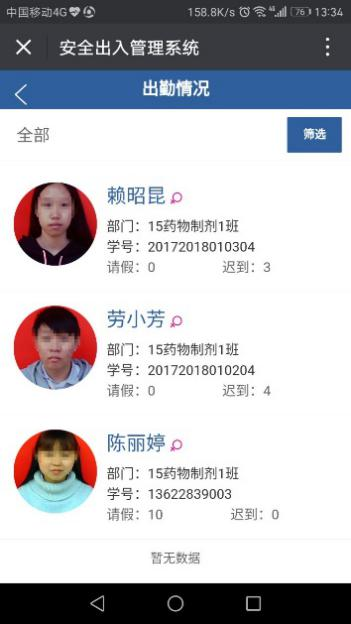 中国移动4G 158.8K/s 4G 76 13:34
安全出入管理系统
出勤情况
全部 筛选
赖昭昆
部门：15药物制剂1班
学号：20172018010304
请假：0 迟到：3
劳小芳
部门：15药物制剂1班
学号：20172018010204
请假：0 迟到：4
陈丽婷
部门：15药物制剂1班
学号：13622839003
请假：10 迟到：0
暂无数据